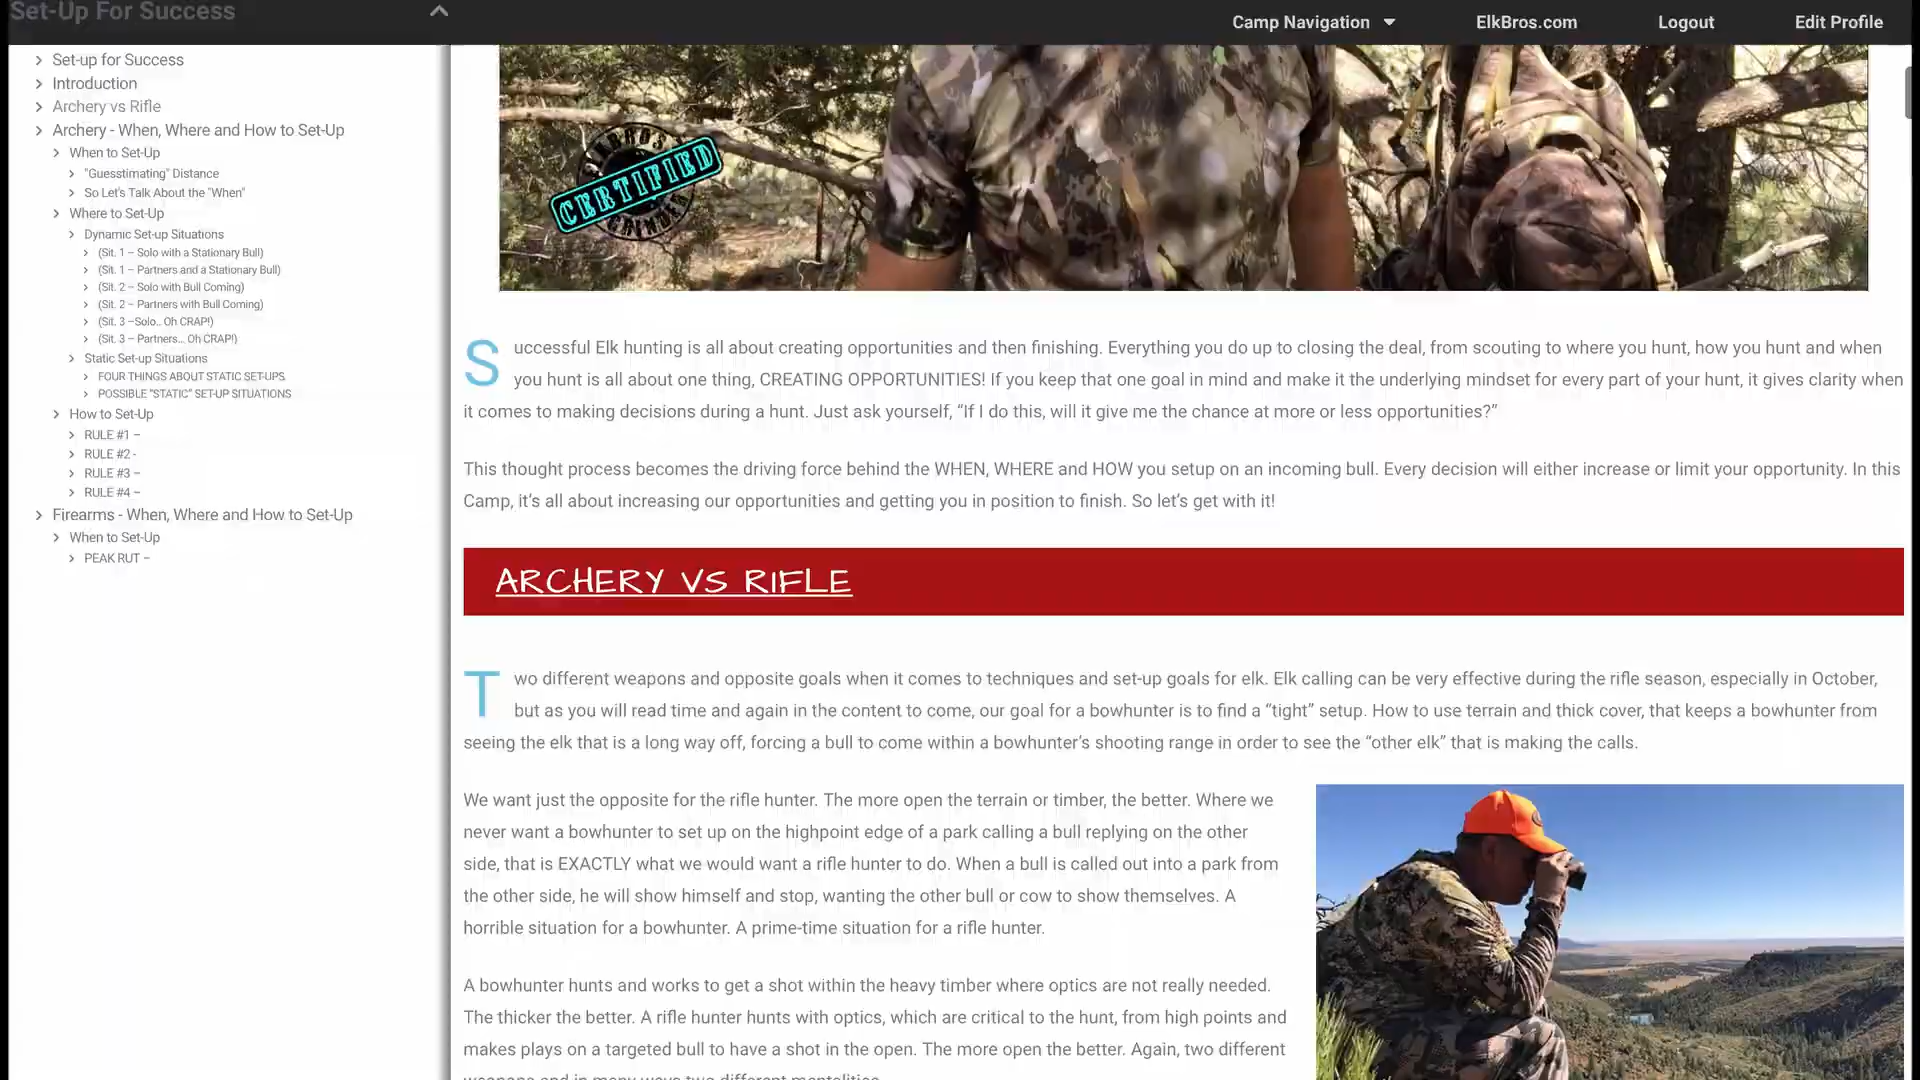 Set-Up For Success
Camp Navigation
ElkBros.com
Logout
Edit Profile
Set-up for Success
Introduction
Archery vs Rifle
Archery - When, Where and How to Set-Up
When to Set-Up
"Guesstimating" Distance
So Let's Talk About the "When"
Where to Set-Up
Dynamic Set-up Situations
(Sit. 1 – Solo with a Stationary Bull)
(Sit. 1 – Partners and a Stationary Bull)
(Sit. 2 – Solo with Bull Coming)
(Sit. 2 – Partners with Bull Coming)
(Sit. 3 –Solo.. Oh CRAP!)
(Sit. 3 – Partners... Oh CRAP!)
Static Set-up Situations
FOUR THINGS ABOUT STATIC SET-UPS
POSSIBLE "STATIC" SET-UP SITUATIONS
How to Set-Up
RULE #1 –
RULE #2 -
RULE #3 –
RULE #4 –
Firearms - When, Where and How to Set-Up
When to Set-Up
PEAK RUT –
CERTIFIED
Successful Elk hunting is all about creating opportunities and then finishing. Everything you do up to closing the deal, from scouting to where you hunt, how you hunt and when
you hunt is all about one thing, CREATING OPPORTUNITIES! If you keep that one goal in mind and make it the underlying mindset for every part of your hunt, it gives clarity when
it comes to making decisions during a hunt. Just ask yourself, “If I do this, will it give me the chance at more or less opportunities?”
This thought process becomes the driving force behind the WHEN, WHERE and HOW you setup on an incoming bull. Every decision will either increase or limit your opportunity. In this
Camp, it’s all about increasing our opportunities and getting you in position to finish. So let’s get with it!
ARCHERY VS RIFLE
Two different weapons and opposite goals when it comes to techniques and set-up goals for elk. Elk calling can be very effective during the rifle season, especially in October,
but as you will read time and again in the content to come, our goal for a bowhunter is to find a “tight” setup. How to use terrain and thick cover, that keeps a bowhunter from
seeing the elk that is a long way off, forcing a bull to come within a bowhunter’s shooting range in order to see the “other elk” that is making the calls.
We want just the opposite for the rifle hunter. The more open the terrain or timber, the better. Where we
never want a bowhunter to set up on the highpoint edge of a park calling a bull replying on the other
side, that is EXACTLY what we would want a rifle hunter to do. When a bull is called out into a park from
the other side, he will show himself and stop, wanting the other bull or cow to show themselves. A
horrible situation for a bowhunter. A prime-time situation for a rifle hunter.
A bowhunter hunts and works to get a shot within the heavy timber where optics are not really needed.
The thicker the better. A rifle hunter hunts with optics, which are critical to the hunt, from high points and
makes plays on a targeted bull to have a shot in the open. The more open the better. Again, two different
weapons and in many ways two different mentalities